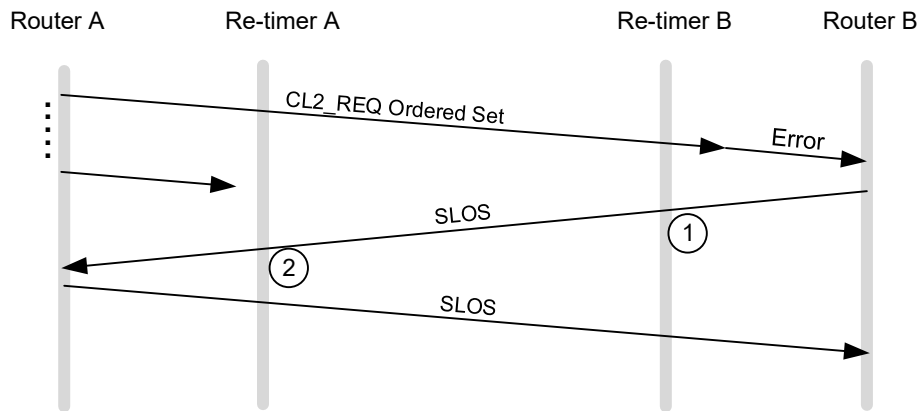 Router A
Re-timer A
Re-timer B
Router B
CL2_REQ Ordered Set
Error
SLOS
1
2
SLOS